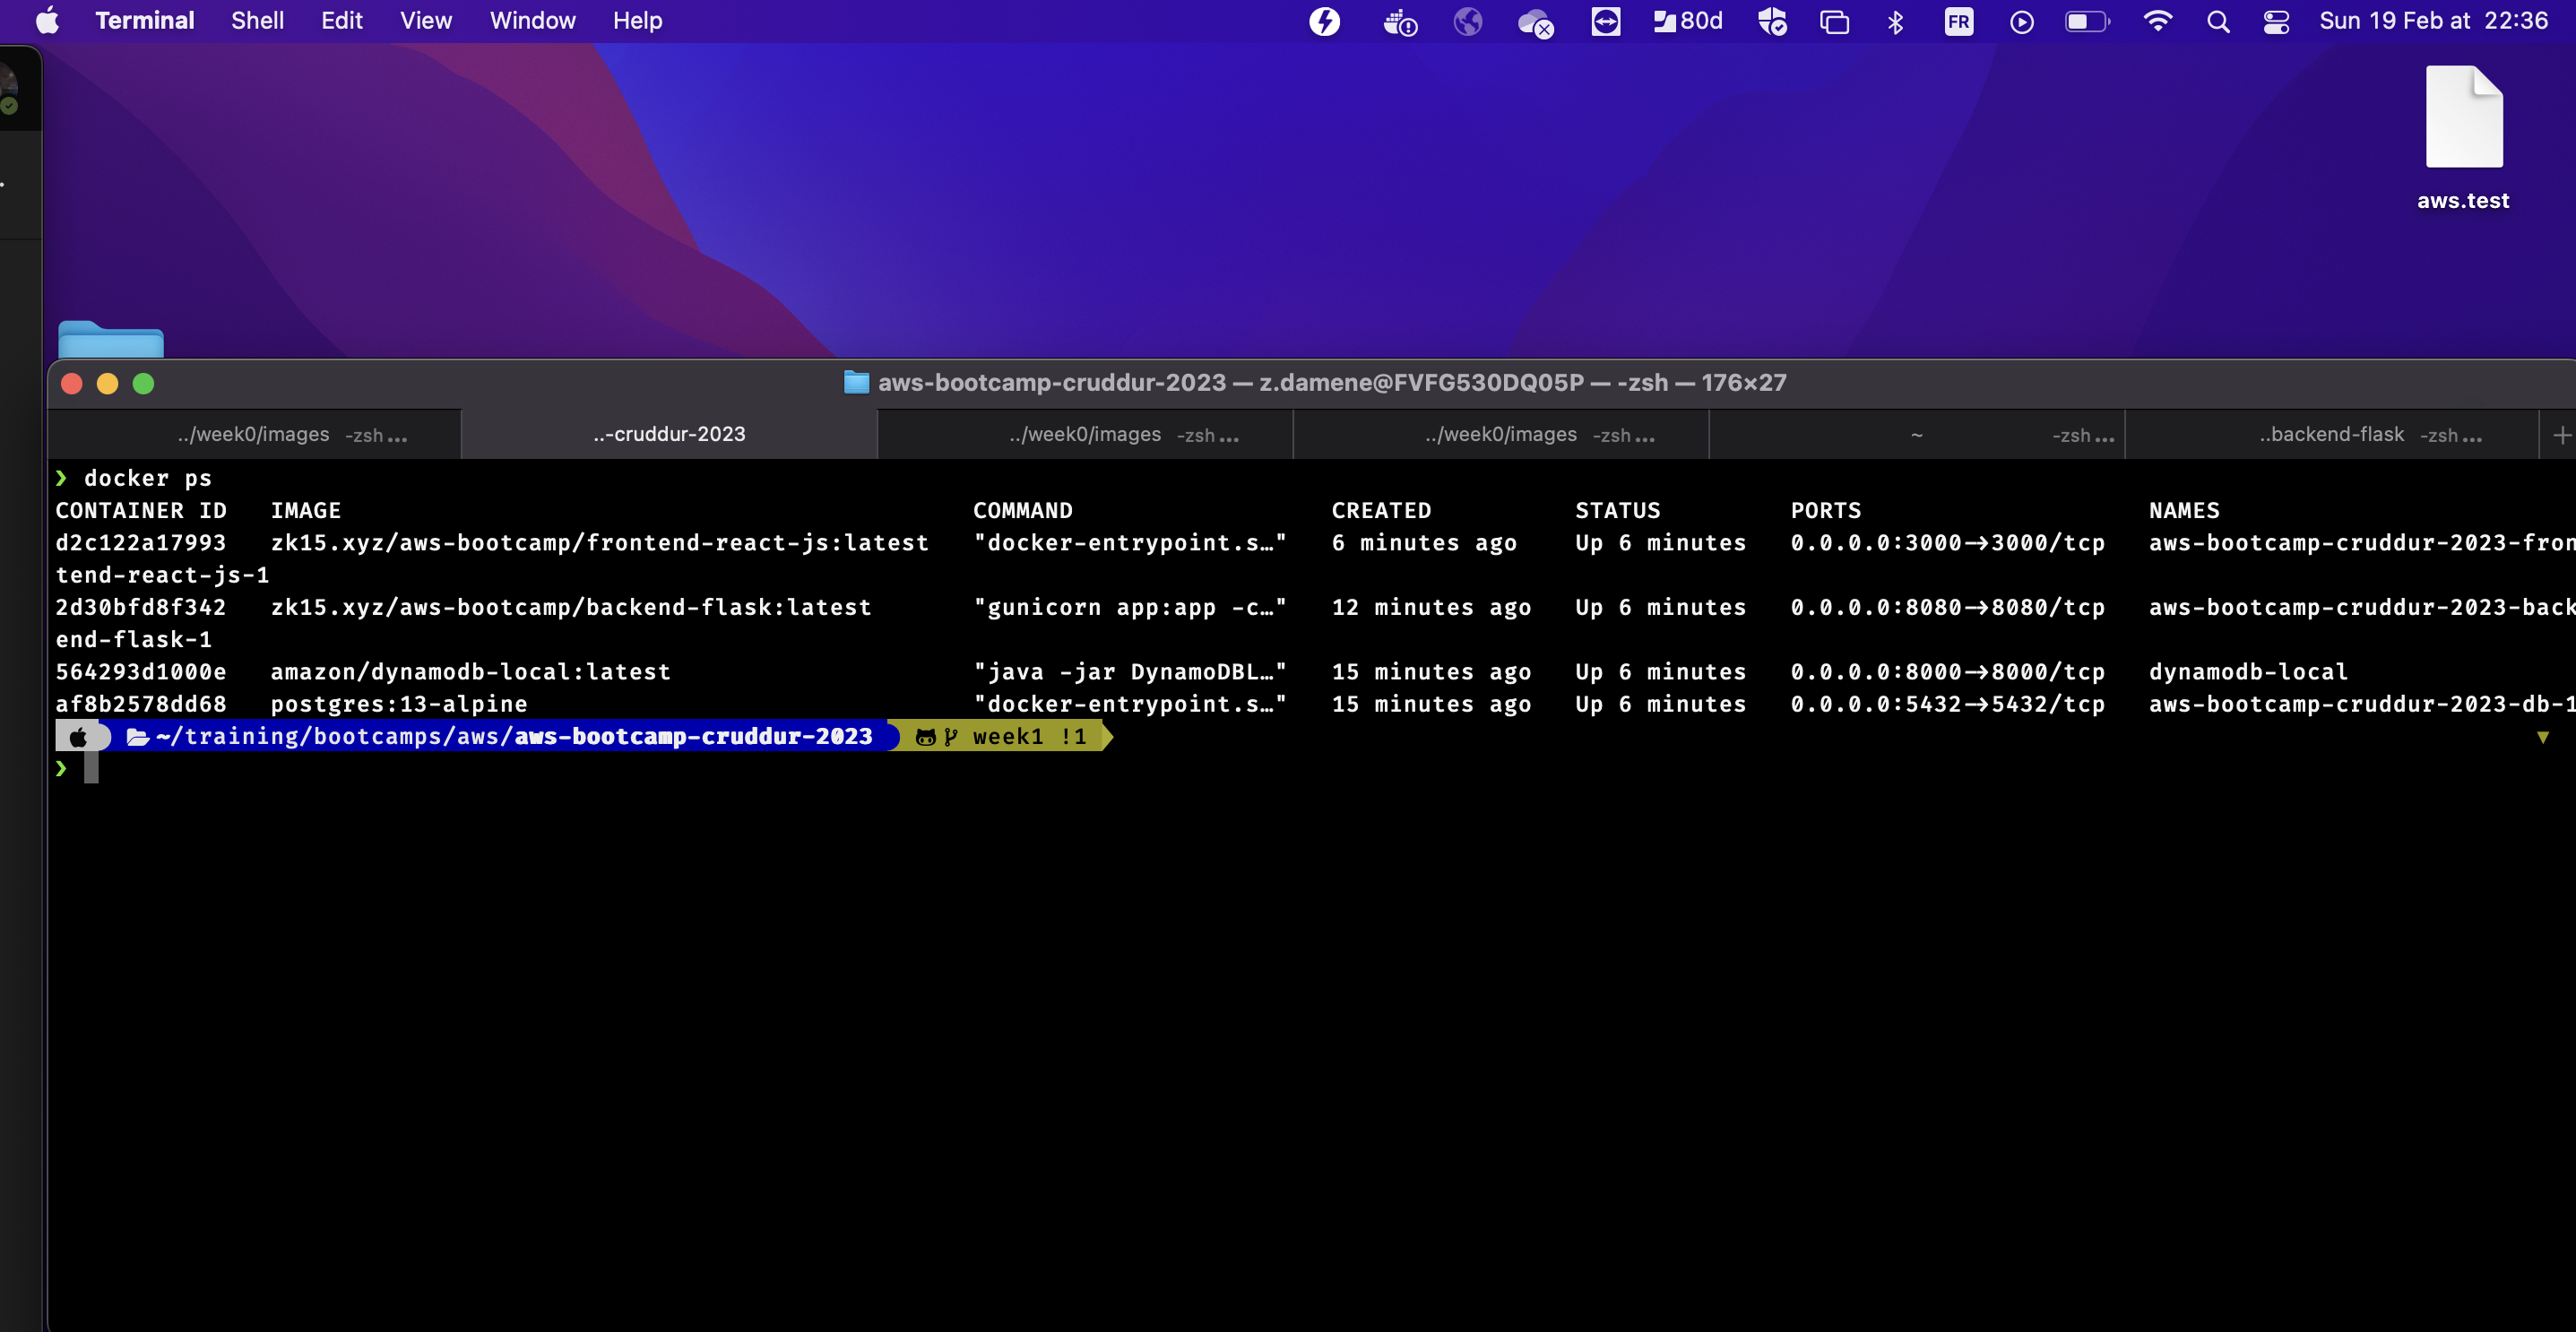 Terminal Shell Edit View Window Help 80d FR Sun 19 Feb at 22:36
aws.test
aws-bootcamp-cruddur-2023 — z.damene@FVFG530DQ05P — -zsh — 176×27
../week0/images -zsh ... ..-cruddur-2023 ../week0/images -zsh ... ../week0/images -zsh ... ~ -zsh ... ..backend-flask -zsh ... +
❯ docker ps
CONTAINER ID IMAGE COMMAND CREATED STATUS PORTS NAMES
d2c122a17993 zk15.xyz/aws-bootcamp/frontend-react-js:latest "docker-entrypoint.s…" 6 minutes ago Up 6 minutes 0.0.0.0:3000->3000/tcp aws-bootcamp-cruddur-2023-fron
tend-react-js-1
2d30bfd8f342 zk15.xyz/aws-bootcamp/backend-flask:latest "gunicorn app:app -c…" 12 minutes ago Up 6 minutes 0.0.0.0:8080->8080/tcp aws-bootcamp-cruddur-2023-back
end-flask-1
564293d1000e amazon/dynamodb-local:latest "java -jar DynamoDBL…" 15 minutes ago Up 6 minutes 0.0.0.0:8000->8000/tcp dynamodb-local
af8b2578dd68 postgres:13-alpine "docker-entrypoint.s…" 15 minutes ago Up 6 minutes 0.0.0.0:5432->5432/tcp aws-bootcamp-cruddur-2023-db-1
~/training/bootcamps/aws/aws-bootcamp-cruddur-2023 week1 !1
❯